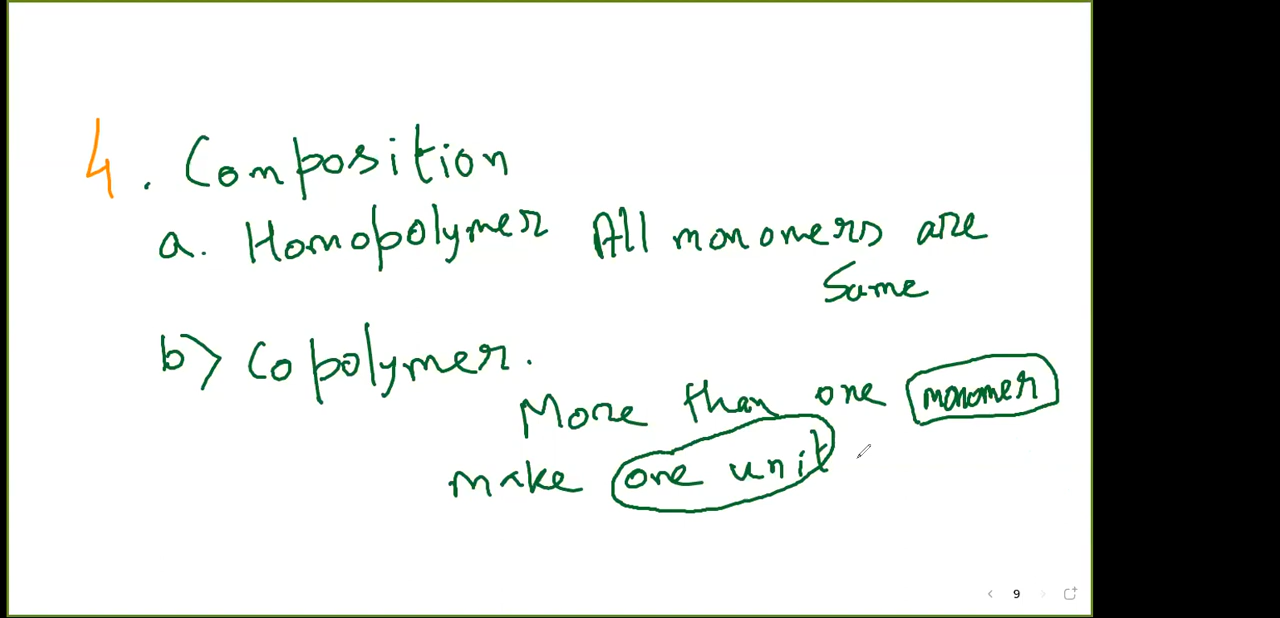 4. Composition
a. Homopolymer All monomers are
Same
b> Copolymer.
More than one monomer
make one unit
9